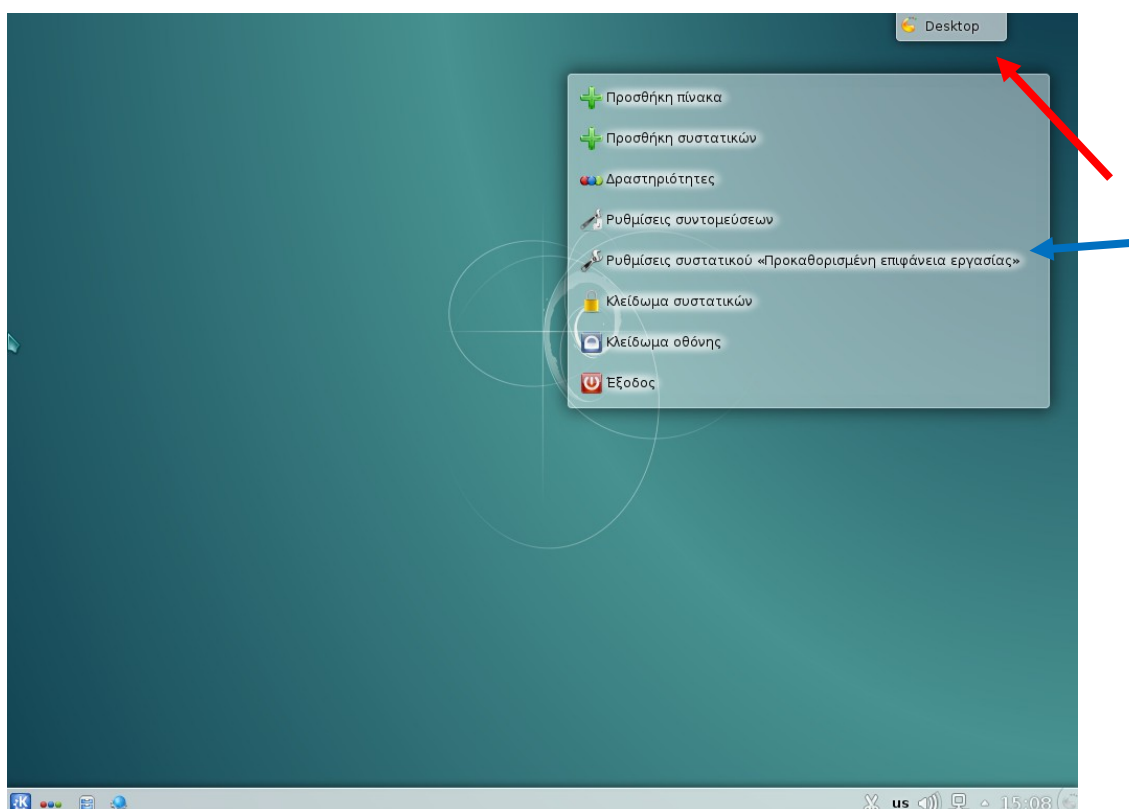 Desktop
Προσθήκη πίνακα
Προσθήκη συστατικών
Δραστηριότητες
Ρυθμίσεις συντομεύσεων
Ρυθμίσεις συστατικού «Προκαθορισμένη επιφάνεια εργασίας»
Κλείδωμα συστατικών
Κλείδωμα οθόνης
Έξοδος
us 15:08